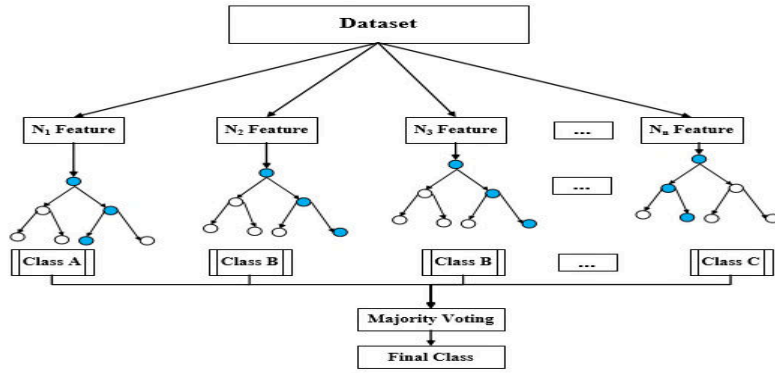 Dataset
N₁ Feature
N₂ Feature
N₃ Feature
...
Nₙ Feature
...
Class A
Class B
Class B
...
Class C
Majority Voting
Final Class